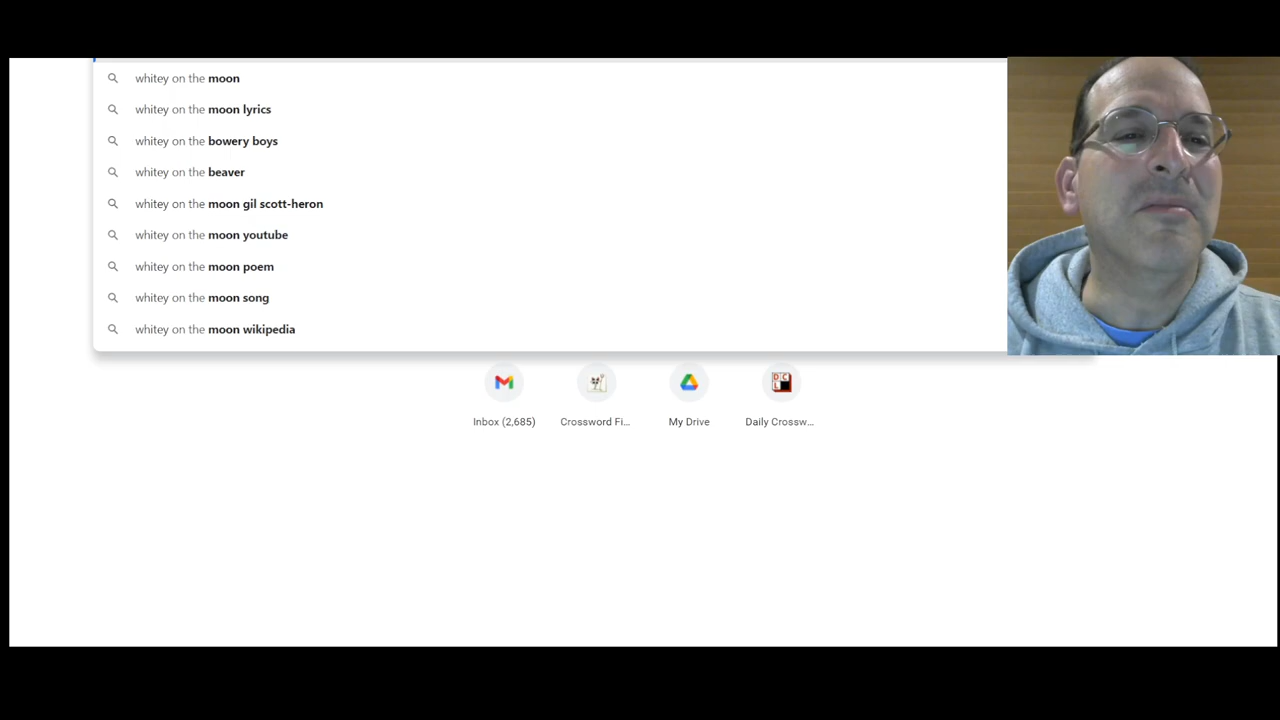 whitey on the moon
whitey on the moon lyrics
whitey on the bowery boys
whitey on the beaver
whitey on the moon gil scott-heron
whitey on the moon youtube
whitey on the moon poem
whitey on the moon song
whitey on the moon wikipedia
Inbox (2,685) Crossword Fi... My Drive Daily Crossw...